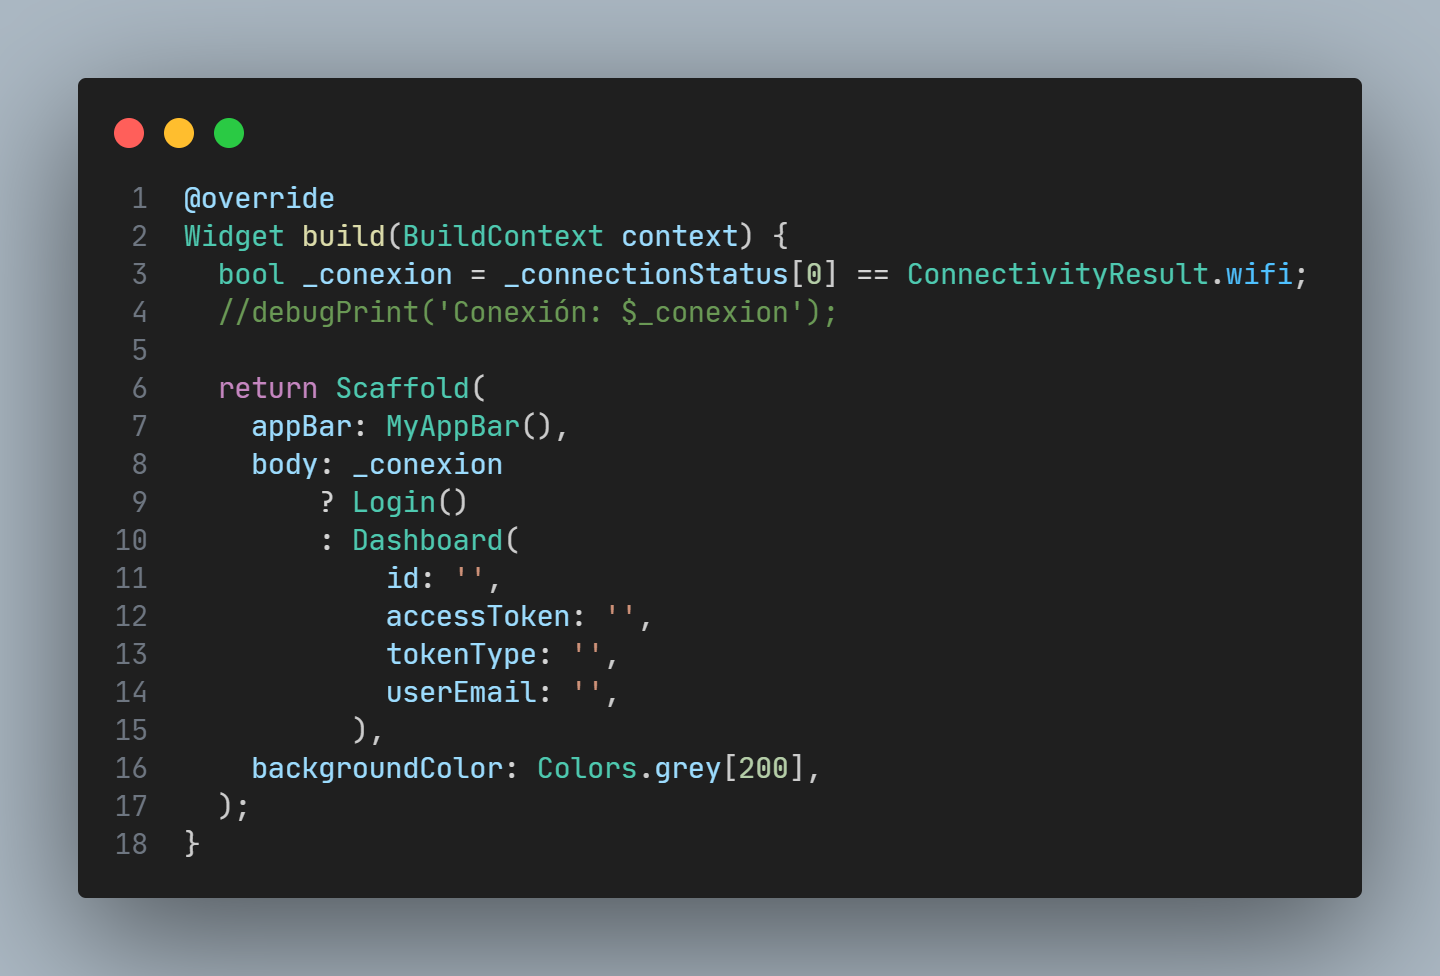 1 @override
2 Widget build(BuildContext context) {
3   bool _conexion = _connectionStatus[0] == ConnectivityResult.wifi;
4   //debugPrint('Conexión: $_conexion');
5
6   return Scaffold(
7     appBar: MyAppBar(),
8     body: _conexion
9         ? Login()
10         : Dashboard(
11             id: '',
12             accessToken: '',
13             tokenType: '',
14             userEmail: '',
15           ),
16     backgroundColor: Colors.grey[200],
17   );
18 }